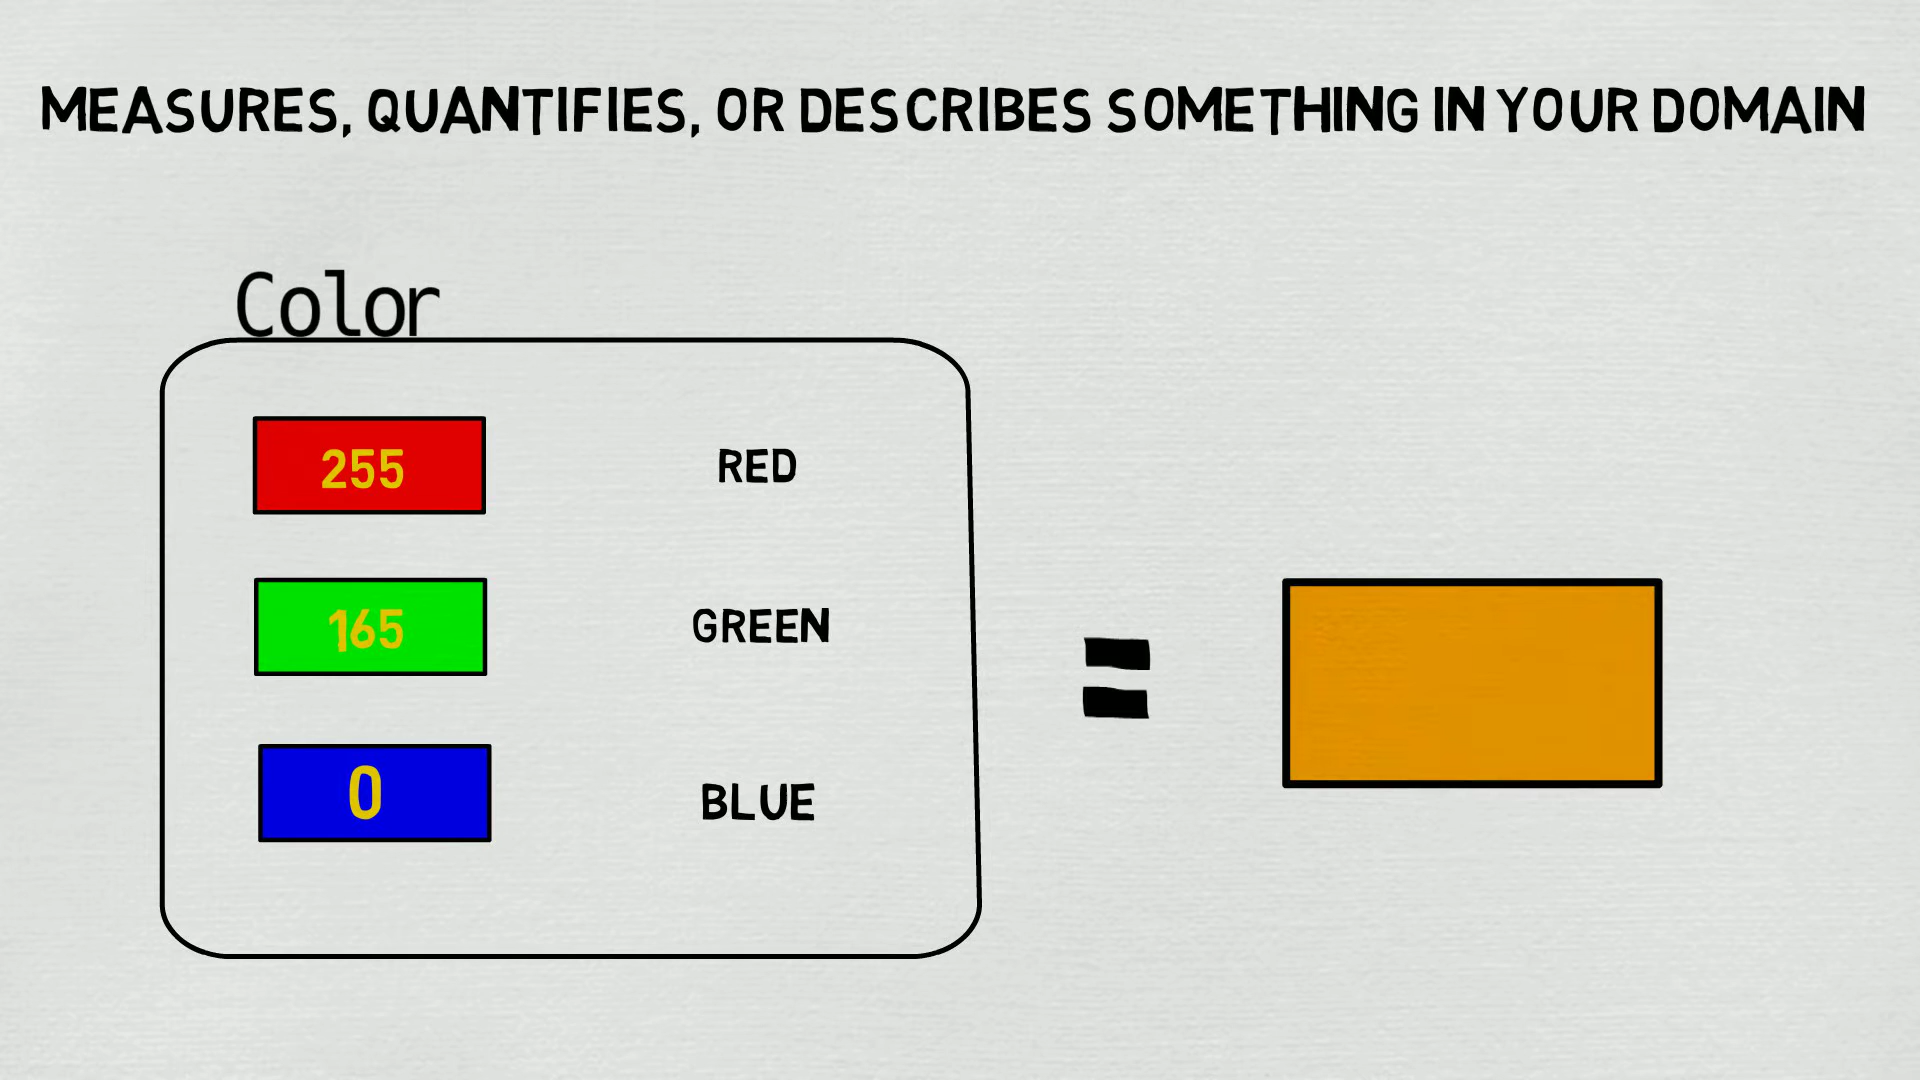 MEASURES, QUANTIFIES, OR DESCRIBES SOMETHING IN YOUR DOMAIN
Color
255 RED
165 GREEN
=
0 BLUE